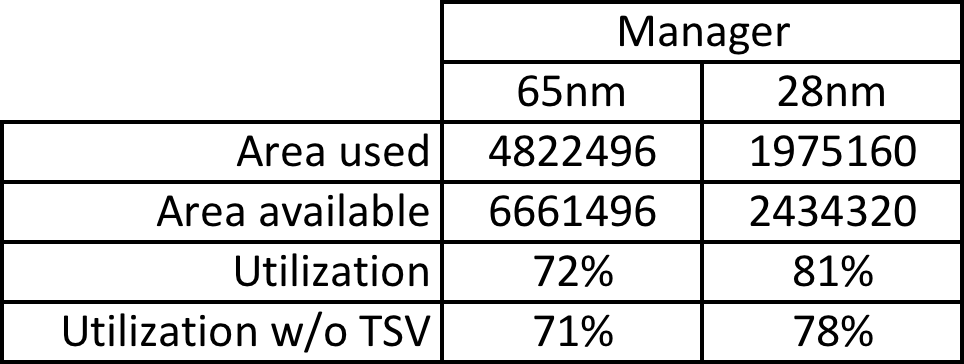 Manager
65nm 28nm
Area used 4822496 1975160
Area available 6661496 2434320
Utilization 72% 81%
Utilization w/o TSV 71% 78%